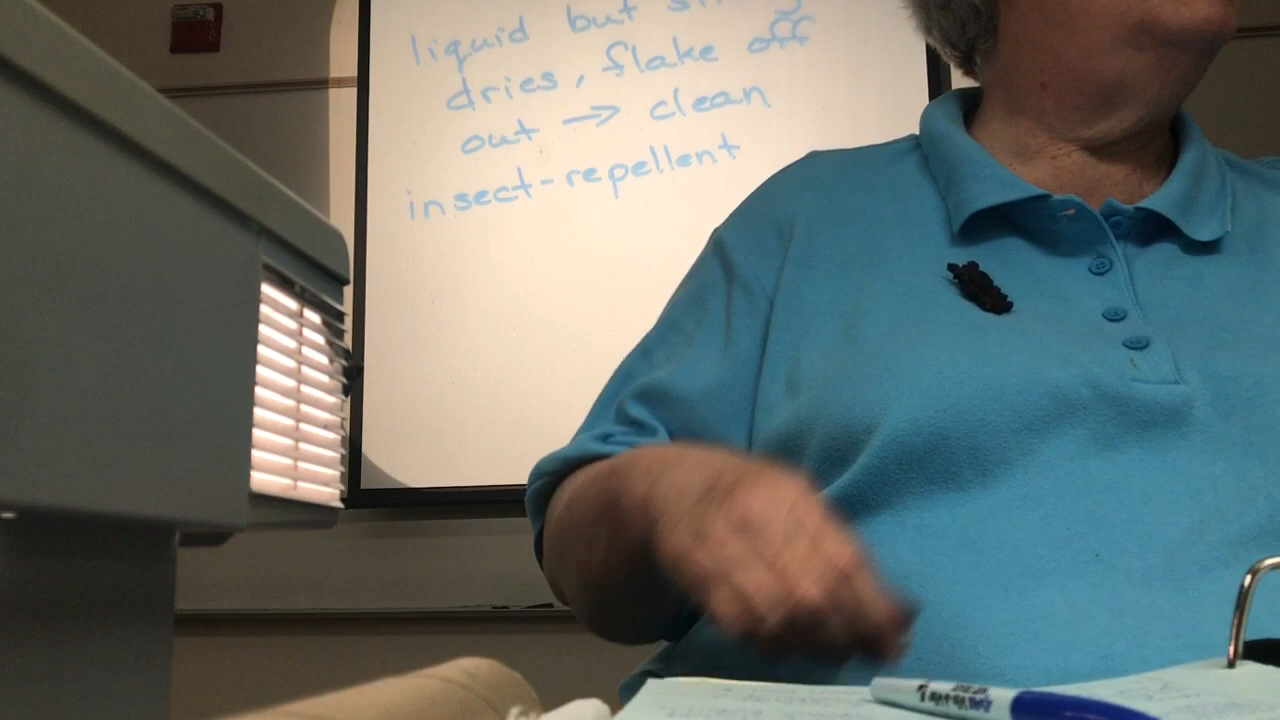 liquid but
dries, flake off
out → clean
insect-repellent